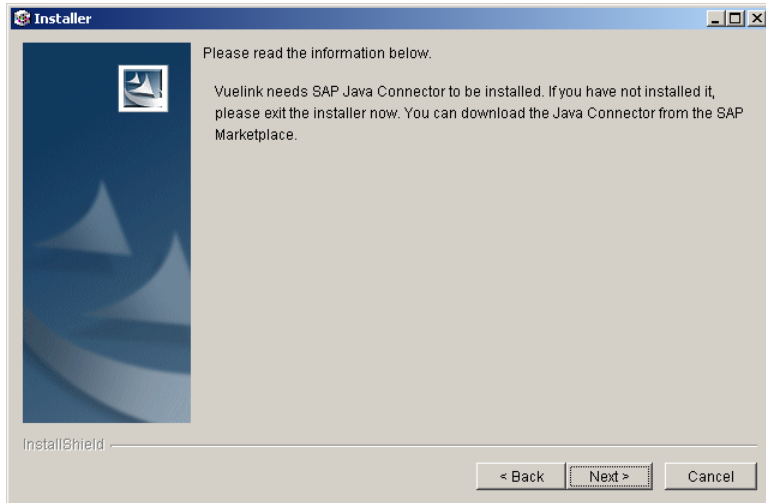 Installer
Please read the information below.
Vuelink needs SAP Java Connector to be installed. If you have not installed it,
please exit the installer now. You can download the Java Connector from the SAP
Marketplace.
InstallShield
< Back Next > Cancel